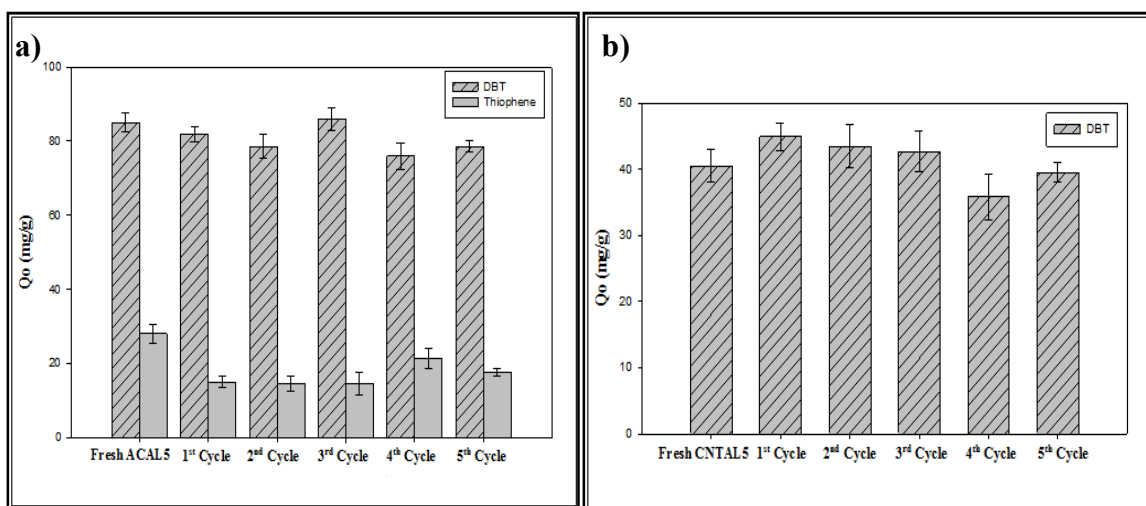 a)
100
80
60
40
20
0
Qo (mg/g)
DBT
Thiophene
Fresh ACAL5 1st Cycle 2nd Cycle 3rd Cycle 4th Cycle 5th Cycle
b)
50
40
30
20
10
0
Qo (mg/g)
DBT
Fresh CNTAL5 1st Cycle 2nd Cycle 3rd Cycle 4th Cycle 5th Cycle